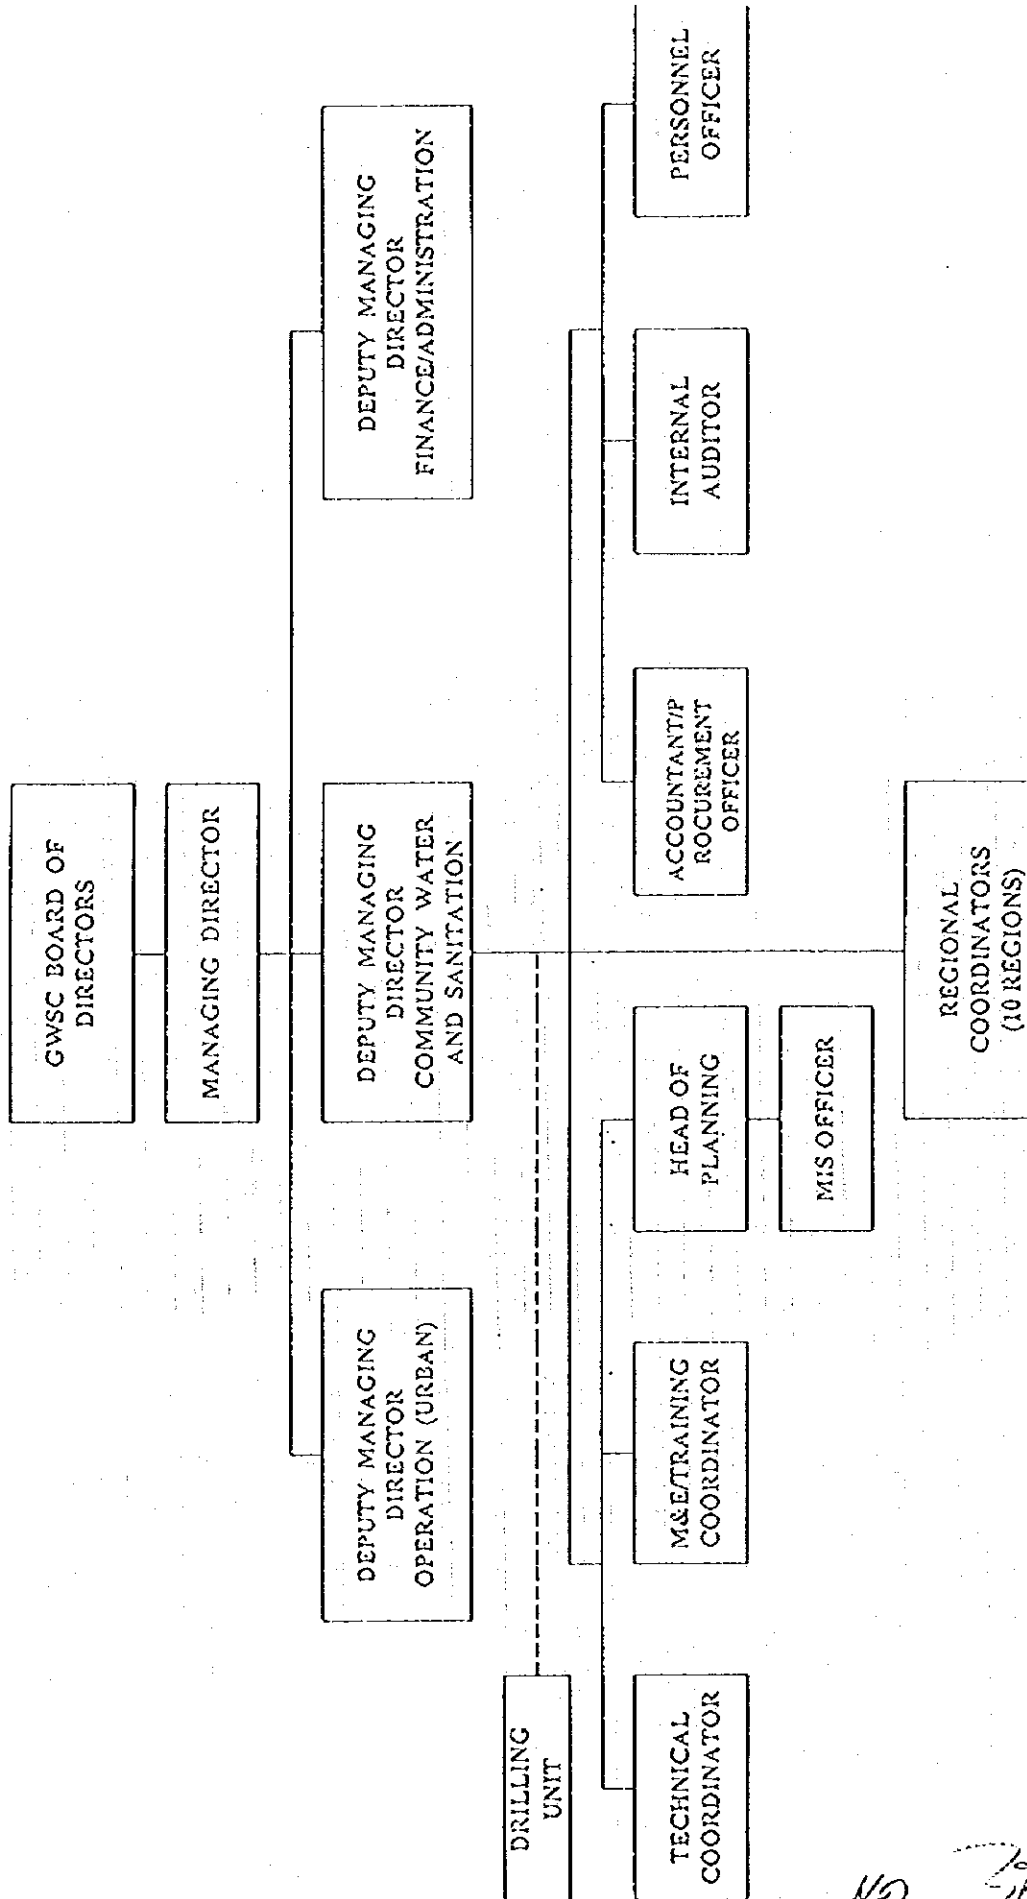 GWSC BOARD OF
DIRECTORS
MANAGING DIRECTOR
DEPUTY MANAGING
DIRECTOR
OPERATION (URBAN)
DEPUTY MANAGING
DIRECTOR
COMMUNITY WATER
AND SANITATION
DEPUTY MANAGING
DIRECTOR
FINANCE/ADMINISTRATION
DRILLING
UNIT
TECHNICAL
COORDINATOR
M&E/TRAINING
COORDINATOR
HEAD OF
PLANNING
ACCOUNTANT/P
ROCUREMENT
OFFICER
INTERNAL
AUDITOR
PERSONNEL
OFFICER
MIS OFFICER
REGIONAL
COORDINATORS
(10 REGIONS)